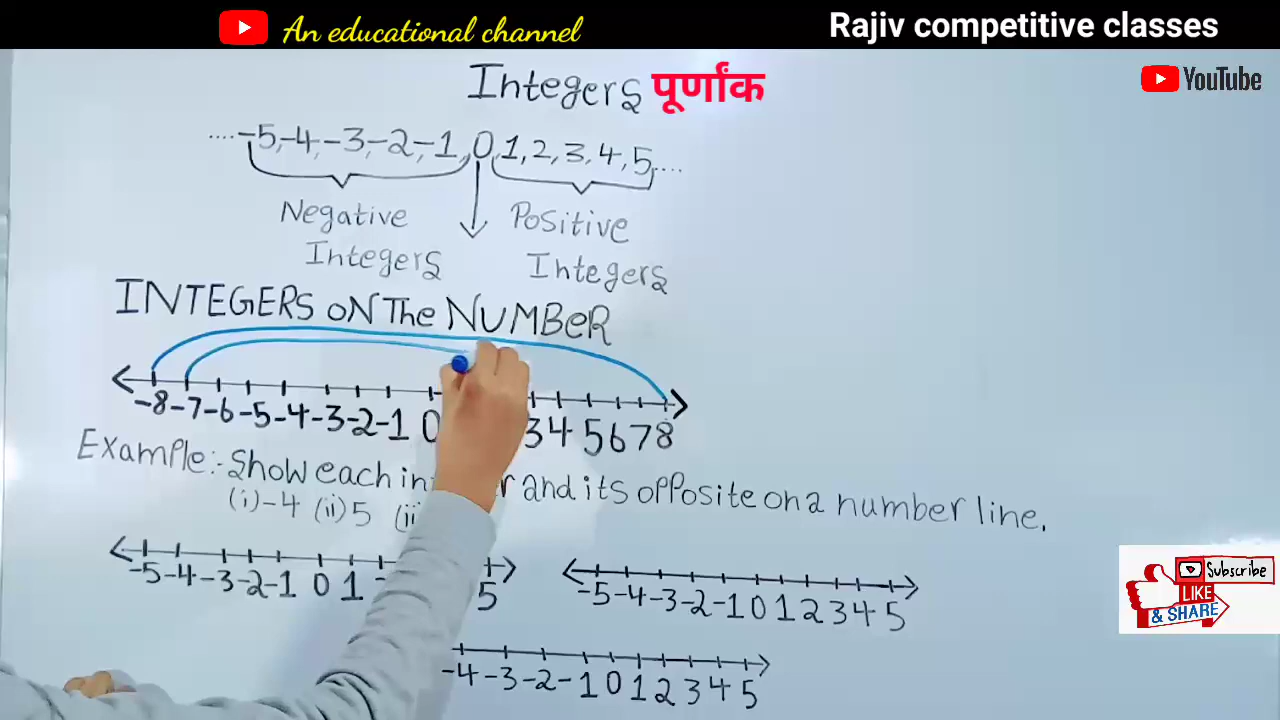 An educational channel
Rajiv competitive classes
YouTube
Integers पूर्णांक
.... -5, -4, -3, -2, -1, 0, 1, 2, 3, 4, 5, ....
Negative Integers
Positive Integers
INTEGERS ON The NUMBER
-8 -7 -6 -5 -4 -3 -2 -1 0 3 4 5 6 7 8
Example:- Show each and its opposite on a number line.
(i) -4 (ii) 5
-5 -4 -3 -2 -1 0 1 5
-5 -4 -3 -2 -1 0 1 2 3 4 5
Subscribe
LIKE
& SHARE
-4 -3 -2 -1 0 1 2 3 4 5